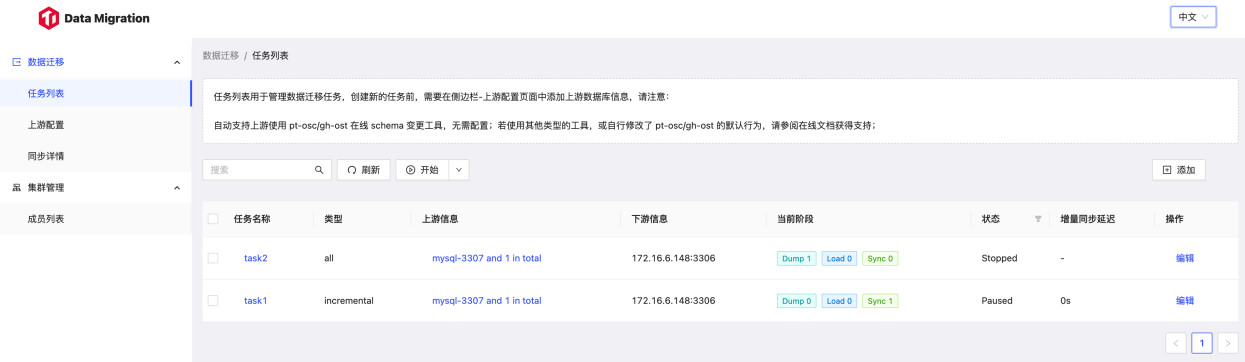 Data Migration
中文
数据迁移
任务列表
上游配置
同步详情
集群管理
成员列表
数据迁移 / 任务列表
任务列表用于管理数据迁移任务，创建新的任务前，需要在侧边栏-上游配置页面中添加上游数据库信息，请注意：
自动支持上游使用 pt-osc/gh-ost 在线 schema 变更工具，无需配置；若使用其他类型的工具，或自行修改了 pt-osc/gh-ost 的默认行为，请参阅在线文档获得支持；
搜索 刷新 开始 添加
任务名称 类型 上游信息 下游信息 当前阶段 状态 增量同步延迟 操作
task2 all mysql-3307 and 1 in total 172.16.6.148:3306 Dump 1 Load 0 Sync 0 Stopped - 编辑
task1 incremental mysql-3307 and 1 in total 172.16.6.148:3306 Dump 0 Load 0 Sync 1 Paused 0s 编辑
< 1 >